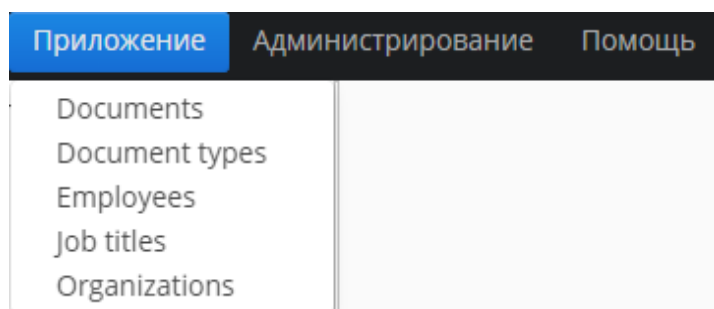 Приложение Администрирование Помощь
Documents
Document types
Employees
Job titles
Organizations